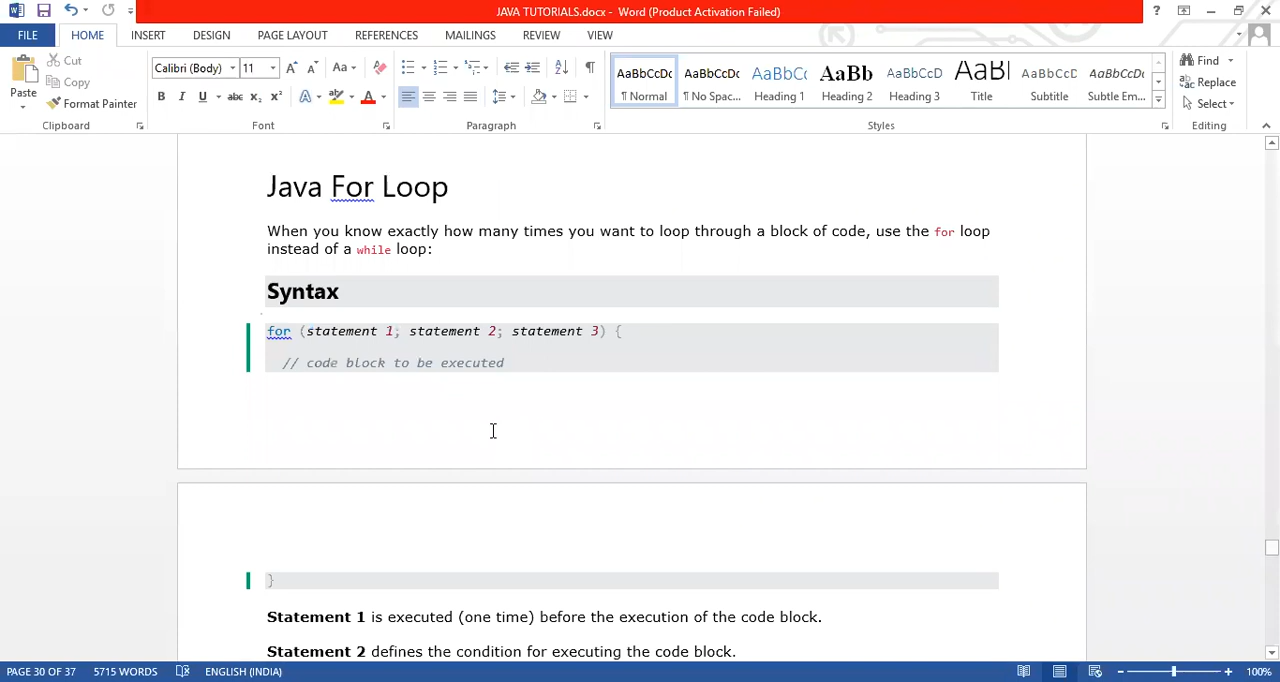 JAVA TUTORIALS.docx - Word (Product Activation Failed)
FILE HOME INSERT DESIGN PAGE LAYOUT REFERENCES MAILINGS REVIEW VIEW
Cut
Copy
Format Painter
Paste
Clipboard
Calibri (Body) 11
Font
Paragraph
AaBbCcDc AaBbCcDc AaBbCc AaBb AaBbCcD AaBl AaBbCcD AaBbCcDc
¶ Normal ¶ No Spac... Heading 1 Heading 2 Heading 3 Title Subtitle Subtle Em...
Styles
Find
Replace
Select
Editing
Java For Loop
When you know exactly how many times you want to loop through a block of code, use the for loop
instead of a while loop:
Syntax
for (statement 1; statement 2; statement 3) {
// code block to be executed
}
Statement 1 is executed (one time) before the execution of the code block.
Statement 2 defines the condition for executing the code block.
PAGE 30 OF 37 5715 WORDS ENGLISH (INDIA) 100%